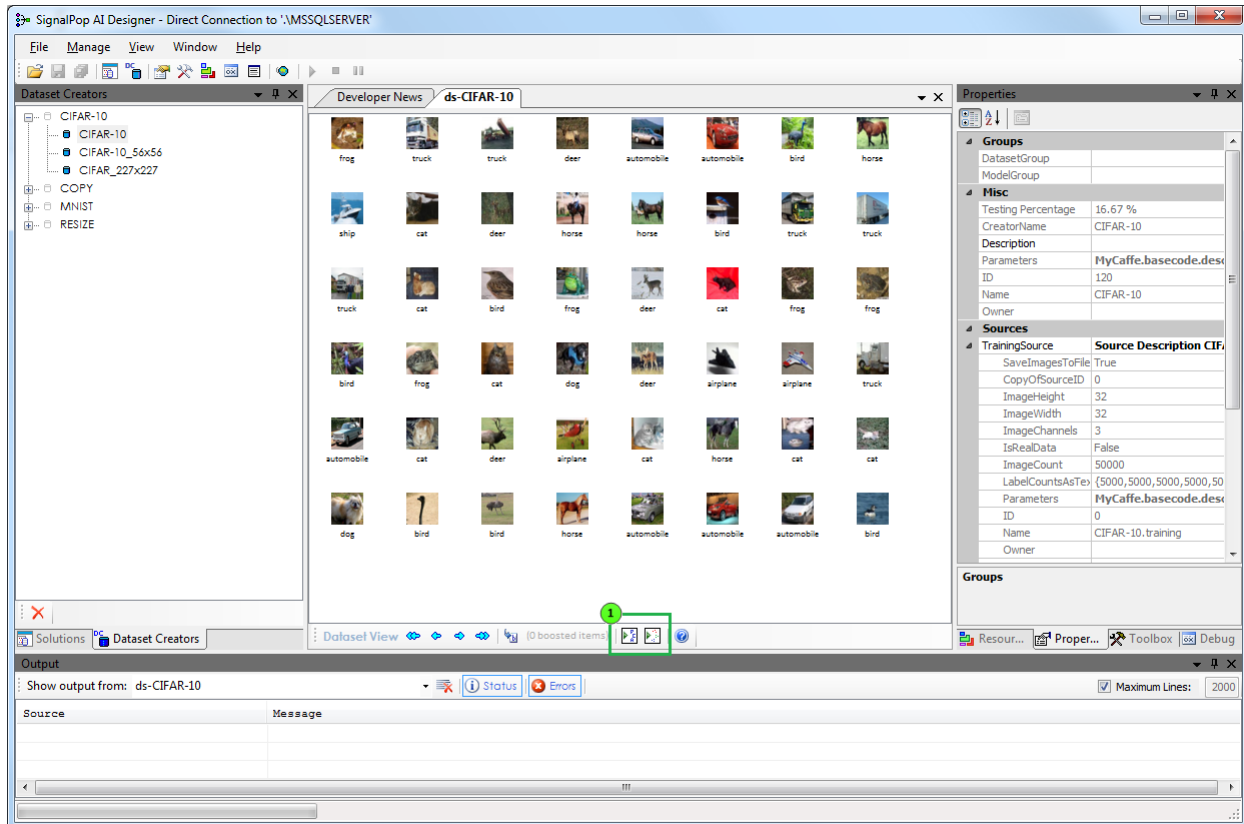 SignalPop AI Designer - Direct Connection to '.\MSSQLSERVER'
File Manage View Window Help
Dataset Creators
CIFAR-10
CIFAR-10
CIFAR-10_56x56
CIFAR_227x227
COPY
MNIST
RESIZE
Solutions DC Dataset Creators
Developer News ds-CIFAR-10
frog truck truck deer automobile automobile bird horse
ship cat deer horse horse bird truck truck
truck cat bird frog deer cat frog frog
bird frog cat dog deer airplane airplane truck
automobile cat deer airplane cat horse cat cat
dog bird bird horse automobile automobile automobile bird
1
Dataset View (0 boosted items)
Properties
Groups
DatasetGroup
ModelGroup
Misc
Testing Percentage 16.67 %
CreatorName CIFAR-10
Description
Parameters MyCaffe.basecode.desc
ID 120
Name CIFAR-10
Owner
Sources
TrainingSource Source Description CIF
SaveImagesToFile True
CopyOfSourceID 0
ImageHeight 32
ImageWidth 32
ImageChannels 3
IsRealData False
ImageCount 50000
LabelCountsAsTex {5000,5000,5000,5000,50
Parameters MyCaffe.basecode.desc
ID 0
Name CIFAR-10.training
Owner
Groups
Resour... Proper... Toolbox Debug
Output
Show output from: ds-CIFAR-10 Status Errors Maximum Lines: 2000
Source Message